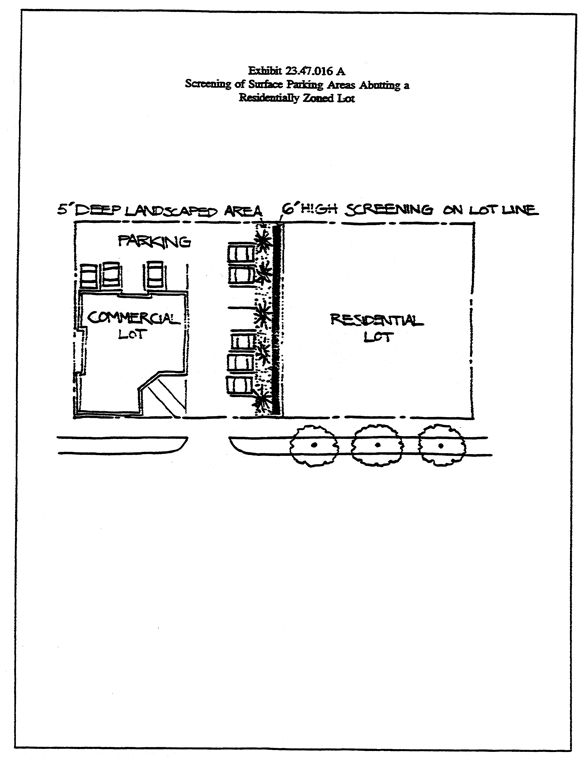 Exhibit 23.47.016 A
Screening of Surface Parking Areas Abutting a
Residentially Zoned Lot
5' DEEP LANDSCAPED AREA
6' HIGH SCREENING ON LOT LINE
PARKING
COMMERCIAL
LOT
RESIDENTIAL
LOT